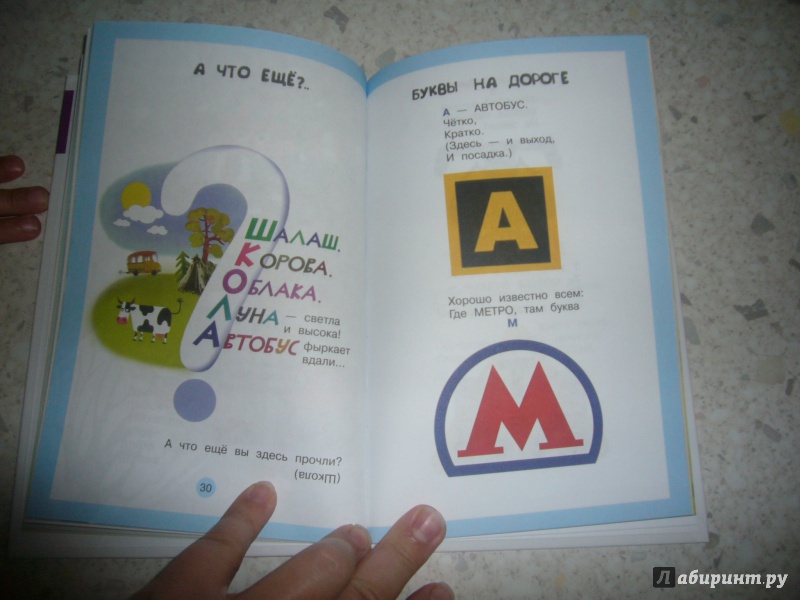 А ЧТО ЕЩЁ?..
ШАЛАШ.
КОРОВА.
ОБЛАКА.
ЛУНА — светла
и высока!
АВТОБУС фыркает
вдали...
А что ещё вы здесь прочли?
(Школа)
30
БУКВЫ НА ДОРОГЕ
А — АВТОБУС.
Чётко,
Кратко.
(Здесь — и выход,
И посадка.)
А
Хорошо известно всем:
Где МЕТРО, там буква
М
М
Лабиринт.ру